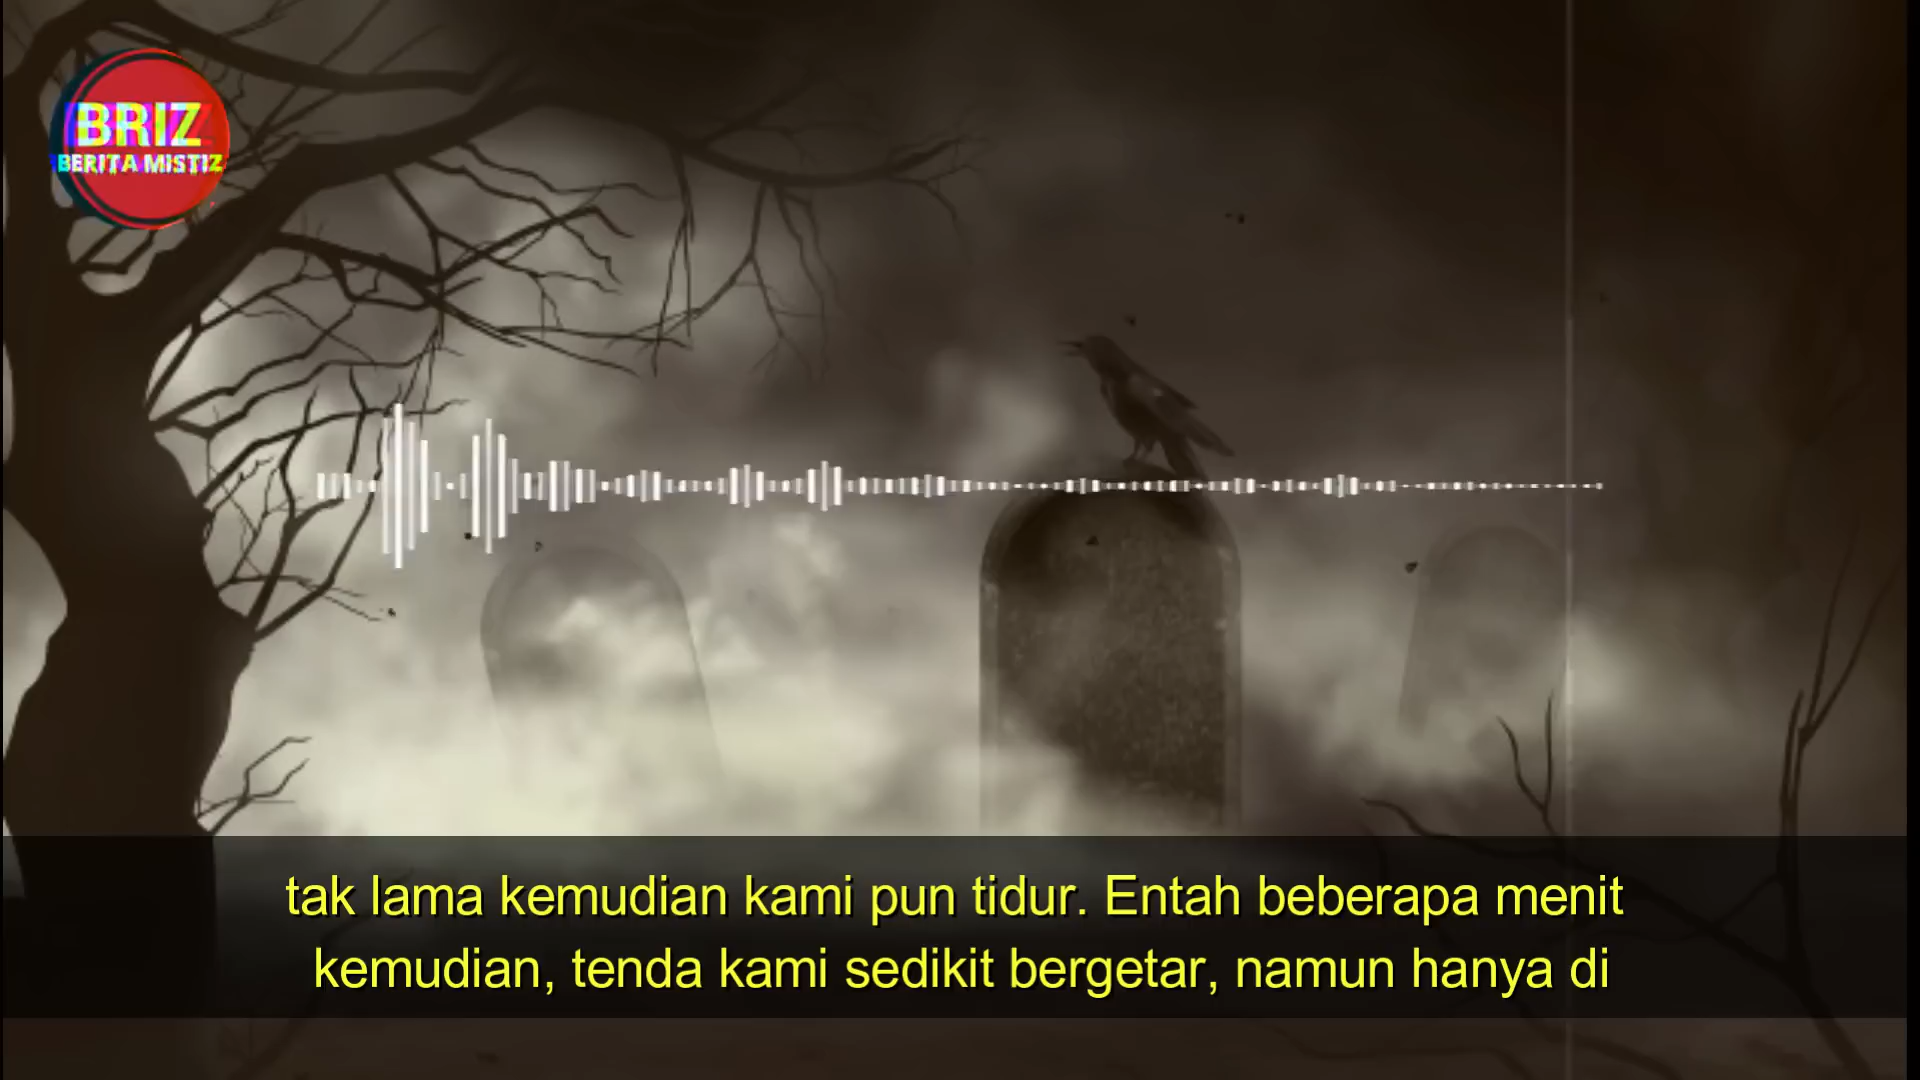 BRIZ
BERITA MISTIZ
tak lama kemudian kami pun tidur. Entah beberapa menit
kemudian, tenda kami sedikit bergetar, namun hanya di